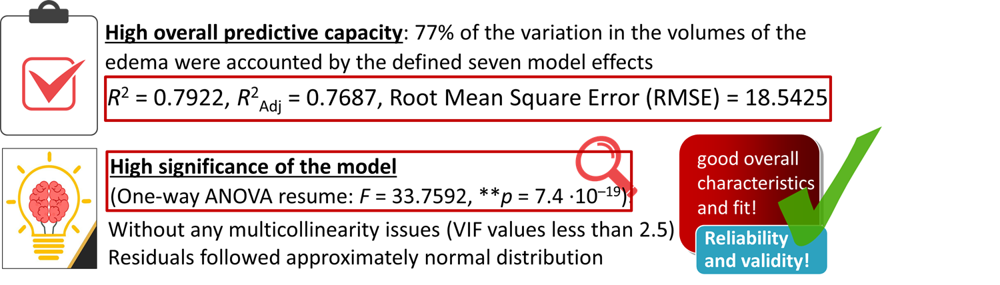 High overall predictive capacity: 77% of the variation in the volumes of the
edema were accounted by the defined seven model effects
R² = 0.7922, R²Adj = 0.7687, Root Mean Square Error (RMSE) = 18.5425
High significance of the model
(One-way ANOVA resume: F = 33.7592, **p = 7.4 ·10⁻¹⁹).
Without any multicollinearity issues (VIF values less than 2.5)
Residuals followed approximately normal distribution
good overall
characteristics
and fit!
Reliability
and validity!